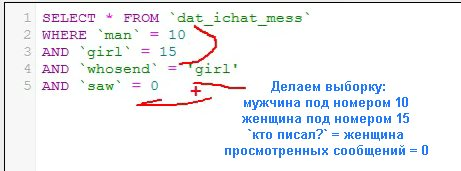 1 SELECT * FROM `dat_ichat_mess`
2 WHERE `man` = 10
3 AND `girl` = 15
4 AND `whosend` = 'girl'
5 AND `saw` = 0
+
Делаем выборку:
мужчина под номером 10
женщина под номером 15
`кто писал?` = женщина
просмотренных сообщений = 0